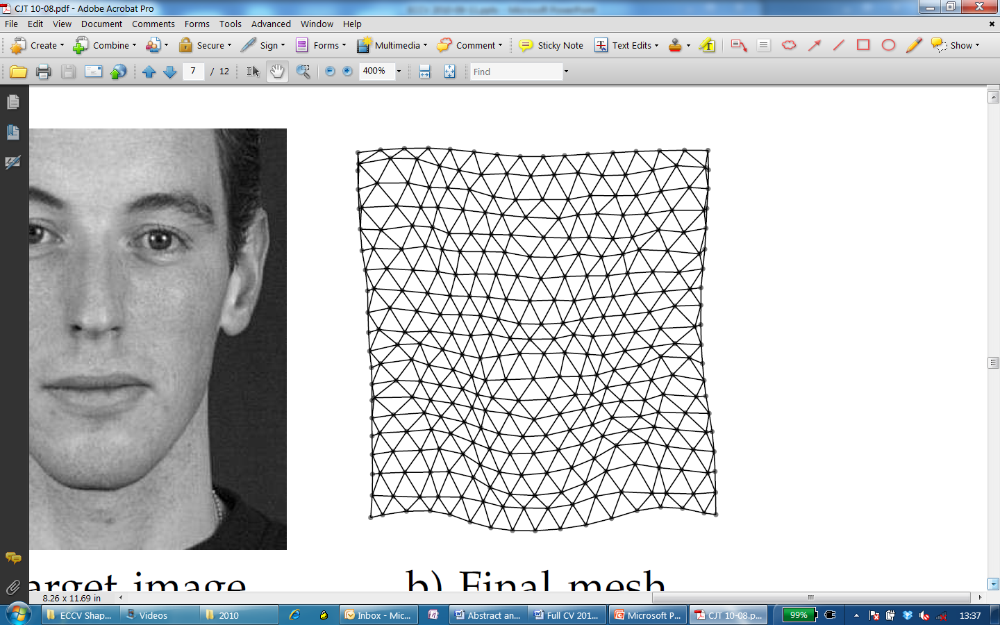 CJT 10-08.pdf - Adobe Acrobat Pro
File Edit View Document Comments Forms Tools Advanced Window Help
Create Combine Secure Sign Forms Multimedia Comment Sticky Note Text Edits Show
7 / 12 400% Find
arget image b) Final mesh
8.26 x 11.69 in
ECCV Shap... Videos 2010 Inbox - Mic... Abstract an... Full CV 201... Microsoft P... CJT 10-08.p... 99% 13:37